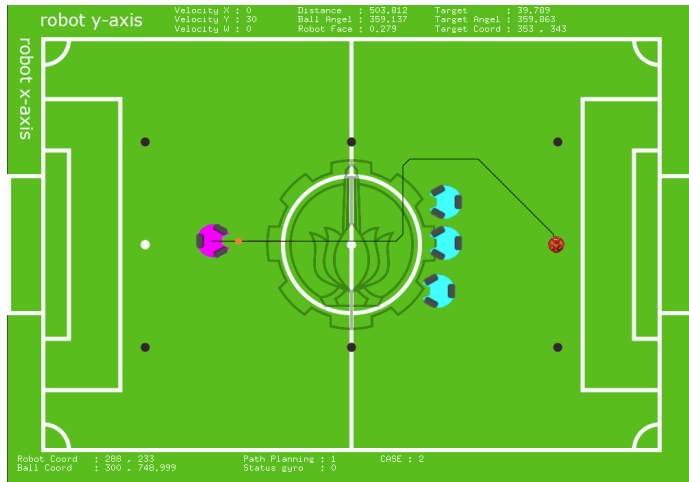 robot y-axis
robot x-axis
Velocity X : 0
Velocity Y : 30
Velocity W : 0
Distance : 503,812
Ball Angel : 359,137
Robot Face : 0,279
Target : 39,789
Target Angel : 359,863
Target Coord : 353 , 343
Robot Coord : 288 , 233
Ball Coord : 300 , 748,999
Path Planning : 1
Status gyro : 0
CASE : 2